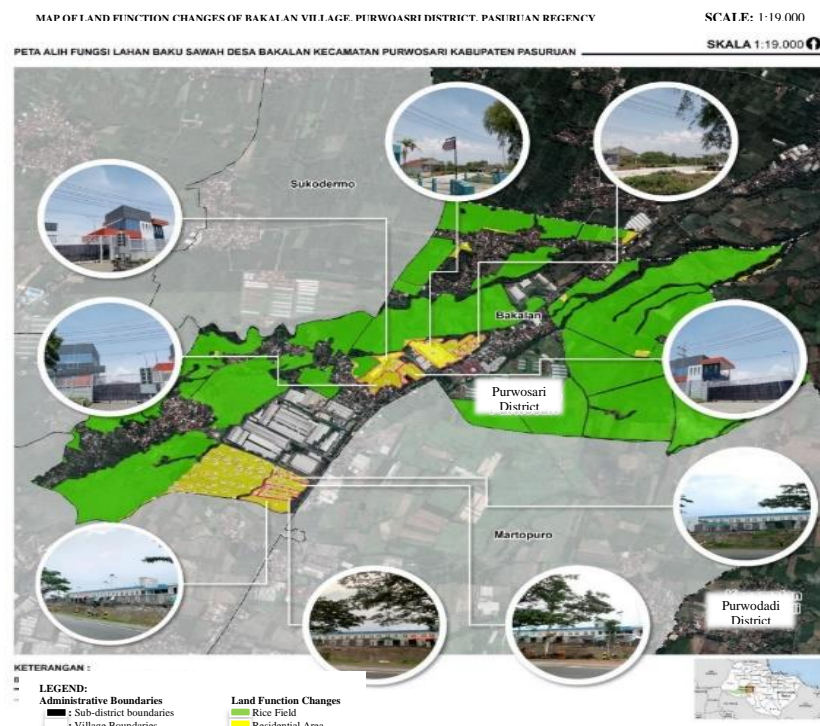 MAP OF LAND FUNCTION CHANGES OF BAKALAN VILLAGE, PURWOASRI DISTRICT, PASURUAN REGENCY
SCALE: 1:19.000
PETA ALIH FUNGSI LAHAN BAKU SAWAH DESA BAKALAN KECAMATAN PURWOSARI KABUPATEN PASURUAN
SKALA 1:19.000
Sukodermo
Bakalan
Purwosari
District
Martopuro
Purwodadi
District
KETERANGAN :
LEGEND:
Administrative Boundaries
: Sub-district boundaries
: Village Boundaries
Land Function Changes
Rice Field
Residential Area